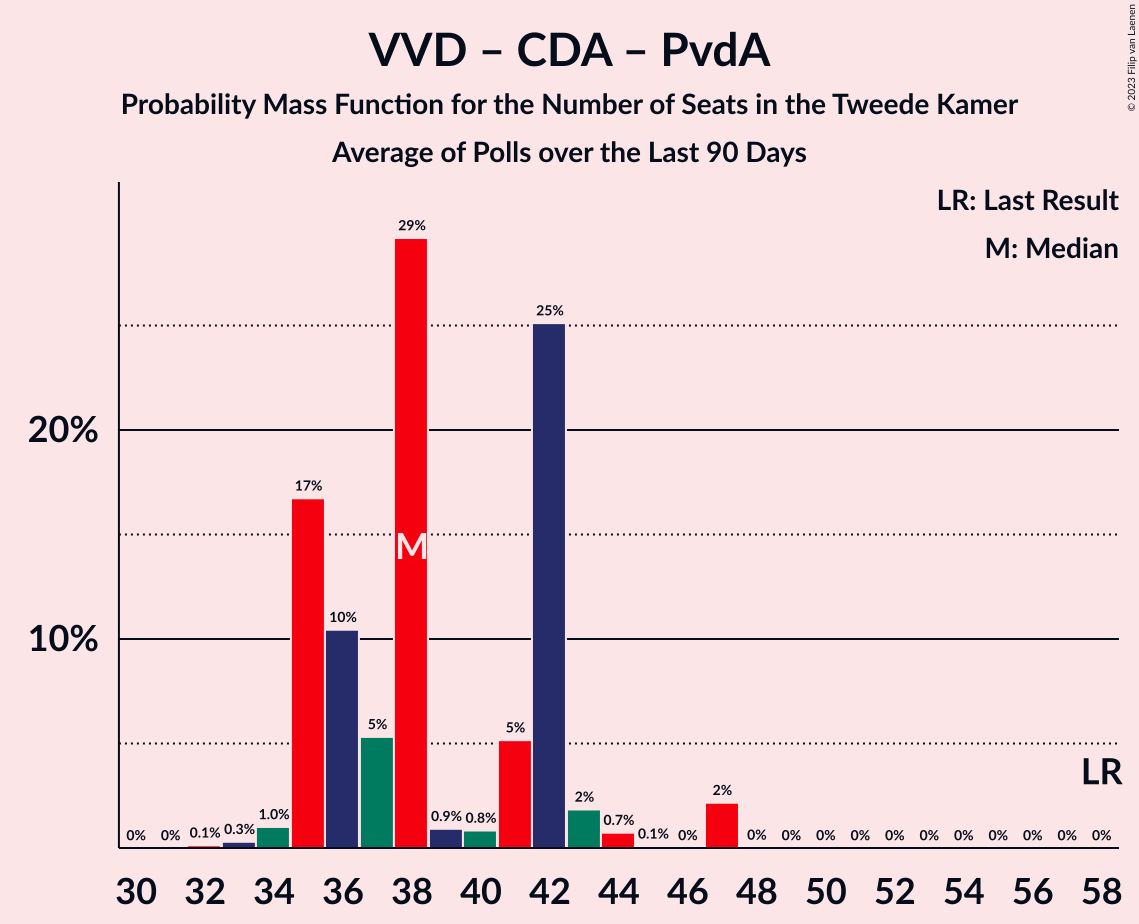 VVD – CDA – PvdA
Probability Mass Function for the Number of Seats in the Tweede Kamer
Average of Polls over the Last 90 Days
© 2023 Filip van Laenen
LR: Last Result
M: Median
20%
10%
0% 0% 0.1% 0.3% 1.0% 17% 10% 5% 29% 0.9% 0.8% 5% 25% 2% 0.7% 0.1% 0% 2% 0% 0% 0% 0% 0% 0% 0% 0% 0% 0% 0%
M
LR
30 32 34 36 38 40 42 44 46 48 50 52 54 56 58